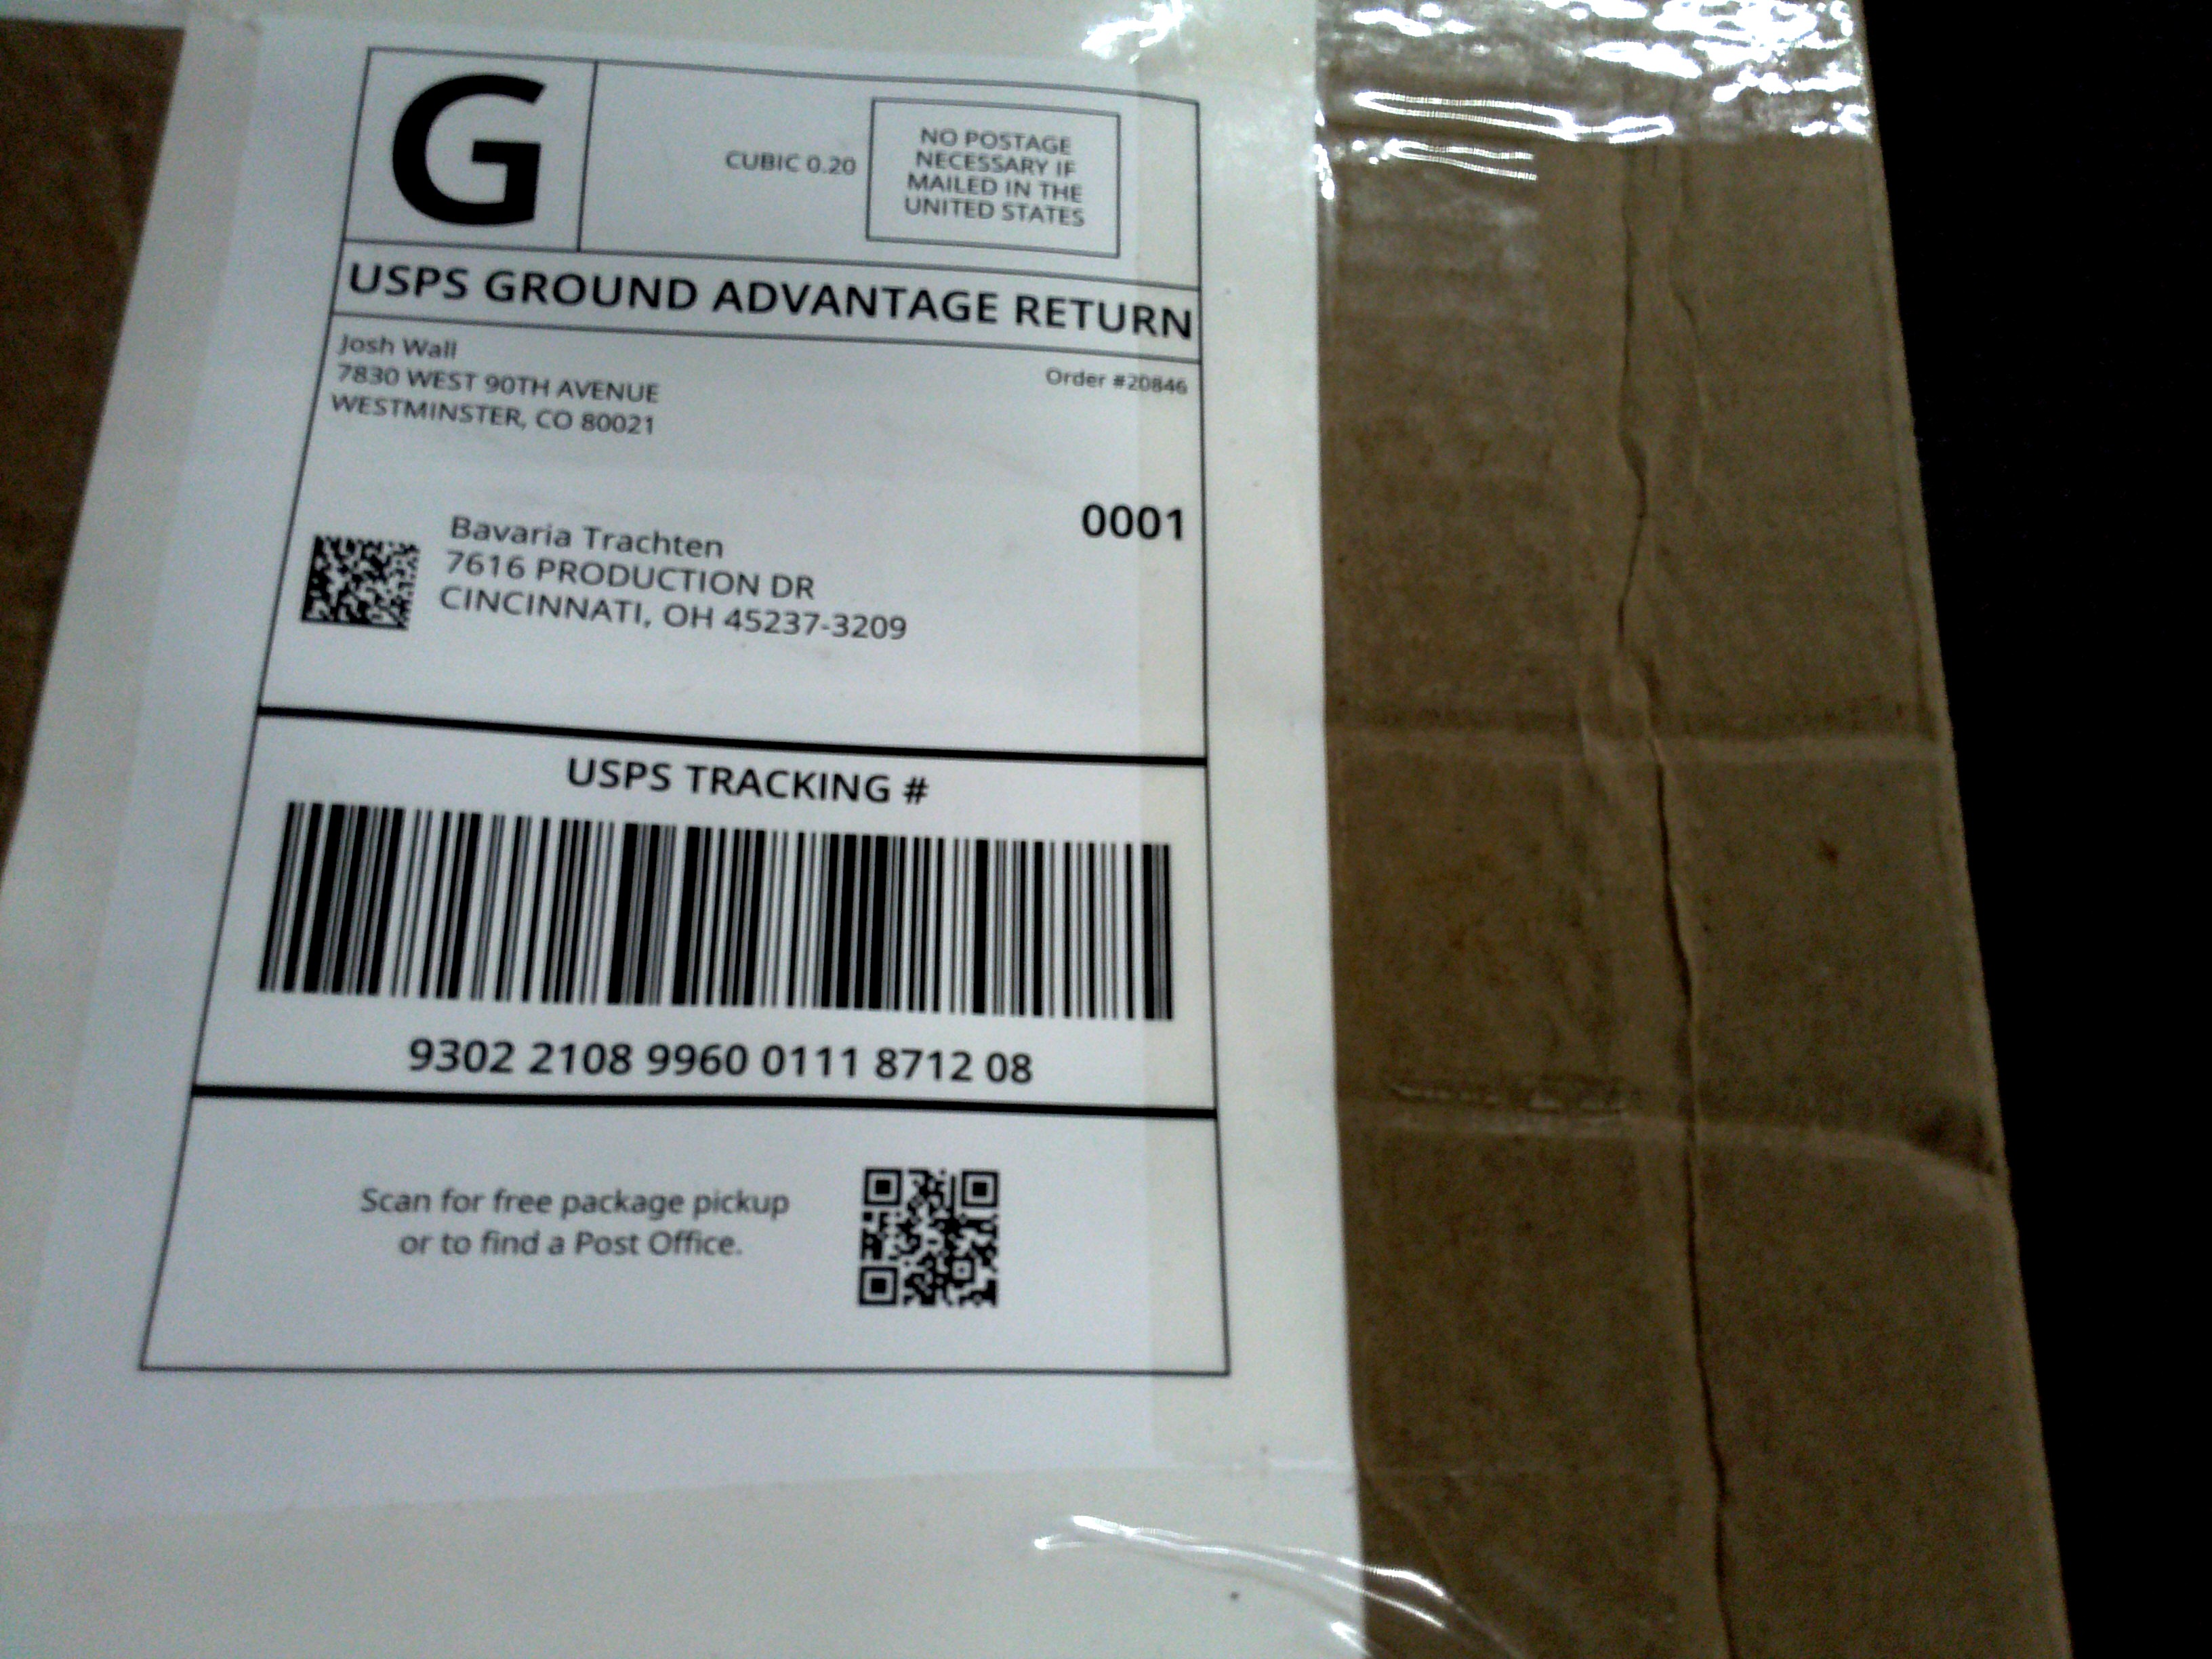 G
CUBIC 0.20
NO POSTAGE
NECESSARY IF
MAILED IN THE
UNITED STATES
USPS GROUND ADVANTAGE RETURN
Josh Wall
7830 WEST 90TH AVENUE
WESTMINSTER, CO 80021
Order #20846
0001
Bavaria Trachten
7616 PRODUCTION DR
CINCINNATI, OH 45237-3209
USPS TRACKING #
9302 2108 9960 0111 8712 08
Scan for free package pickup
or to find a Post Office.